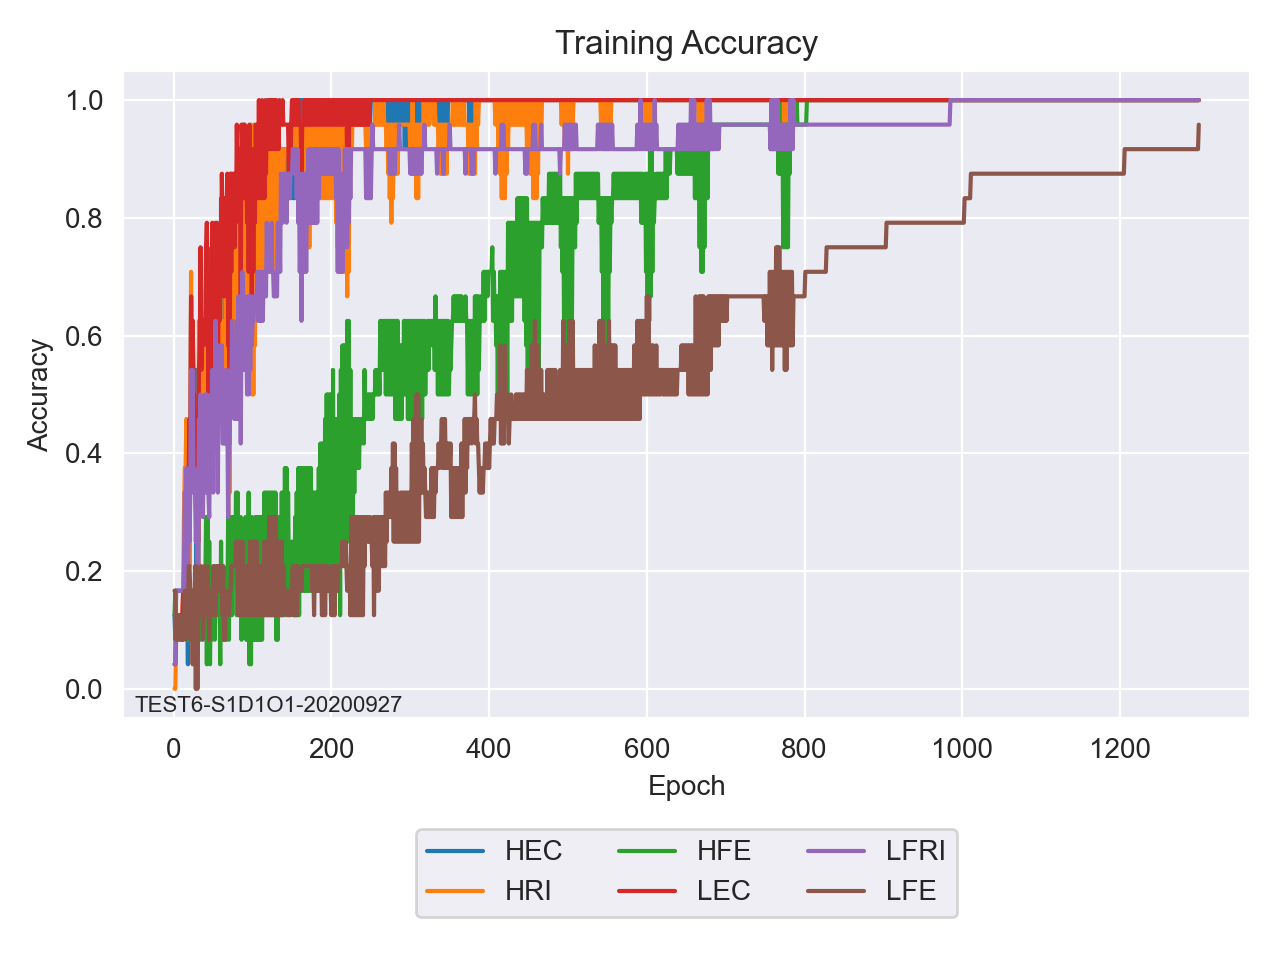 Training Accuracy
Accuracy
1.0
0.8
0.6
0.4
0.2
0.0
TEST6-S1D1O1-20200927
0 200 400 600 800 1000 1200
Epoch
HEC HFE LFRI
HRI LEC LFE